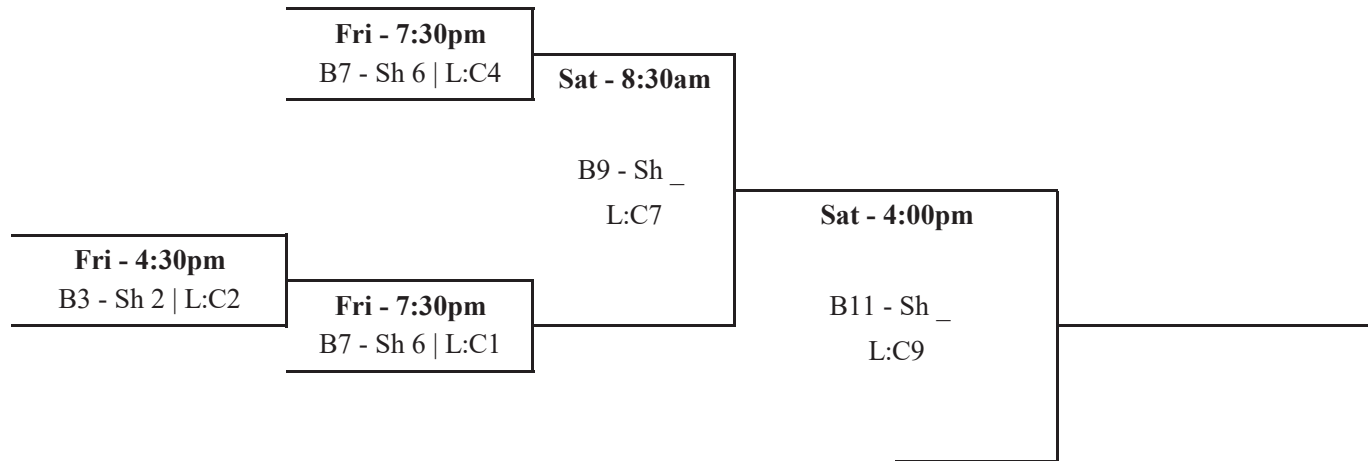 Fri - 7:30pm
B7 - Sh 6 | L:C4
Sat - 8:30am
B9 - Sh _
L:C7
Sat - 4:00pm
Fri - 4:30pm
B3 - Sh 2 | L:C2
Fri - 7:30pm
B7 - Sh 6 | L:C1
B11 - Sh _
L:C9